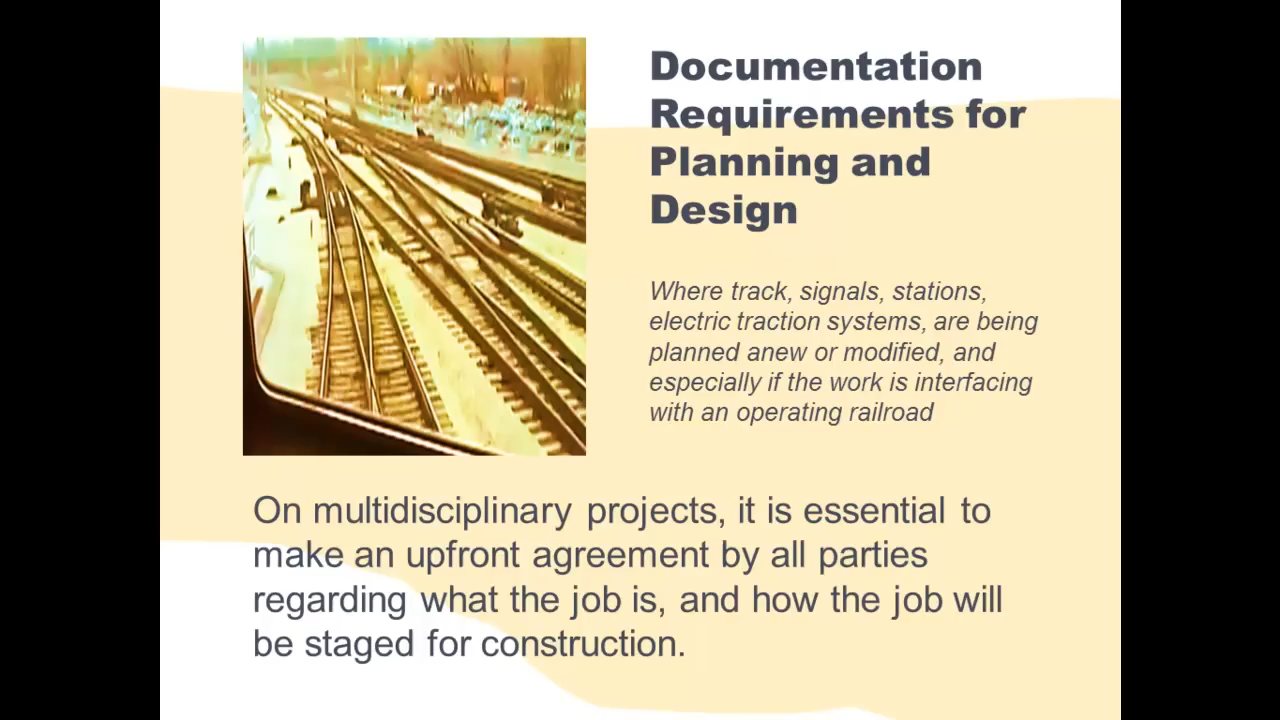 Documentation
Requirements for
Planning and
Design
Where track, signals, stations,
electric traction systems, are being
planned anew or modified, and
especially if the work is interfacing
with an operating railroad
On multidisciplinary projects, it is essential to
make an upfront agreement by all parties
regarding what the job is, and how the job will
be staged for construction.